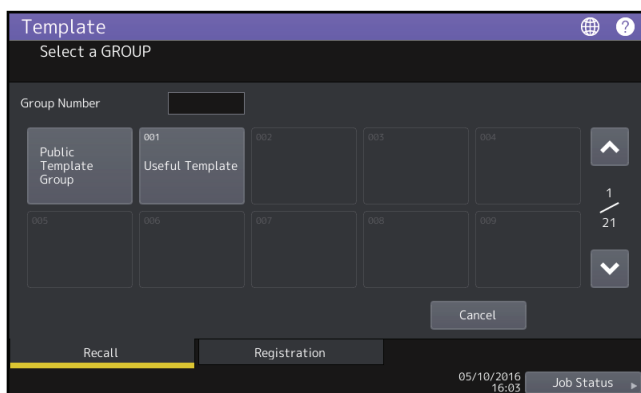 Template
?
Select a GROUP
Group Number
Public
Template
Group
001
Useful Template
002
003
004
1
21
005
006
007
008
009
Cancel
Recall
Registration
05/10/2016
16:03
Job Status